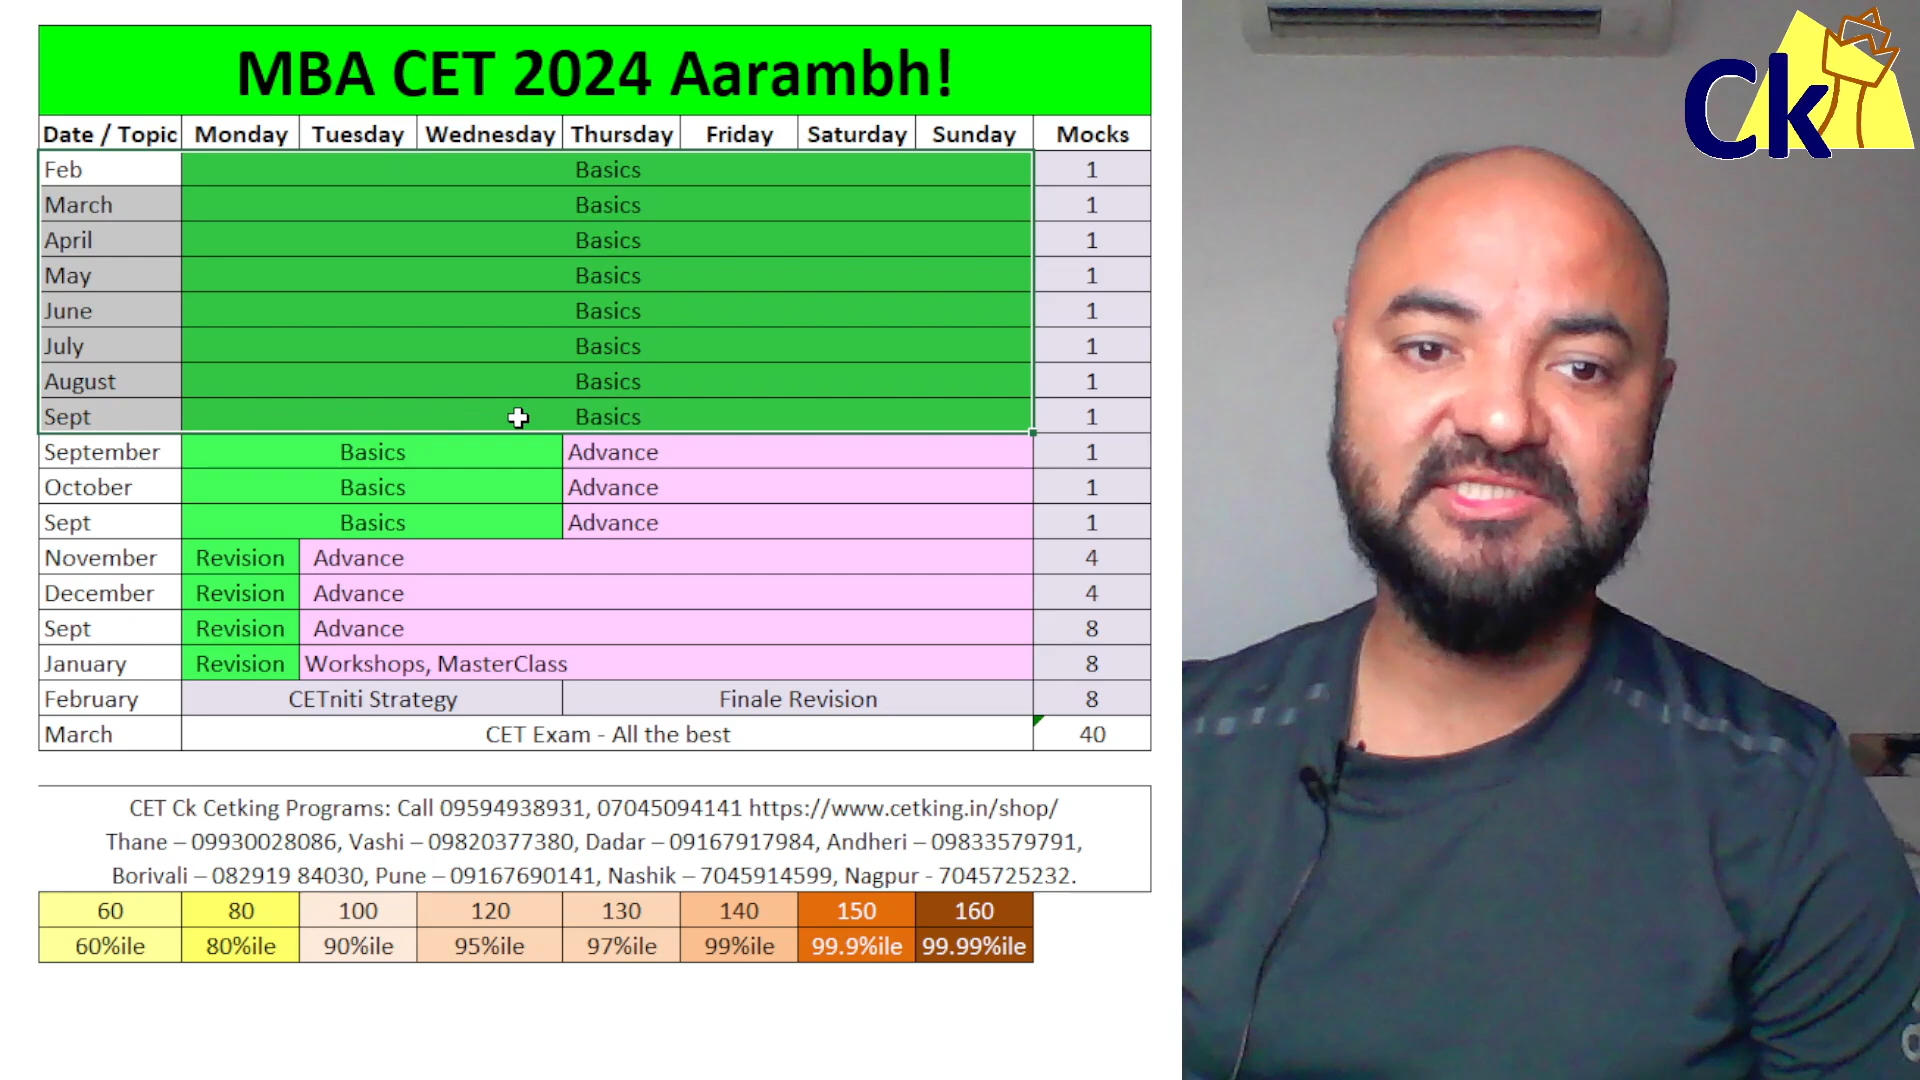 MBA CET 2024 Aarambh!
Date / Topic Monday Tuesday Wednesday Thursday Friday Saturday Sunday Mocks
Feb Basics 1
March Basics 1
April Basics 1
May Basics 1
June Basics 1
July Basics 1
August Basics 1
Sept Basics 1
September Basics Advance 1
October Basics Advance 1
Sept Basics Advance 1
November Revision Advance 4
December Revision Advance 4
Sept Revision Advance 8
January Revision Workshops, MasterClass 8
February CETniti Strategy Finale Revision 8
March CET Exam - All the best 40
CET Ck Cetking Programs: Call 09594938931, 07045094141 https://www.cetking.in/shop/
Thane – 09930028086, Vashi – 09820377380, Dadar – 09167917984, Andheri – 09833579791,
Borivali – 082919 84030, Pune – 09167690141, Nashik – 7045914599, Nagpur - 7045725232.
60 80 100 120 130 140 150 160
60%ile 80%ile 90%ile 95%ile 97%ile 99%ile 99.9%ile 99.99%ile
Ck